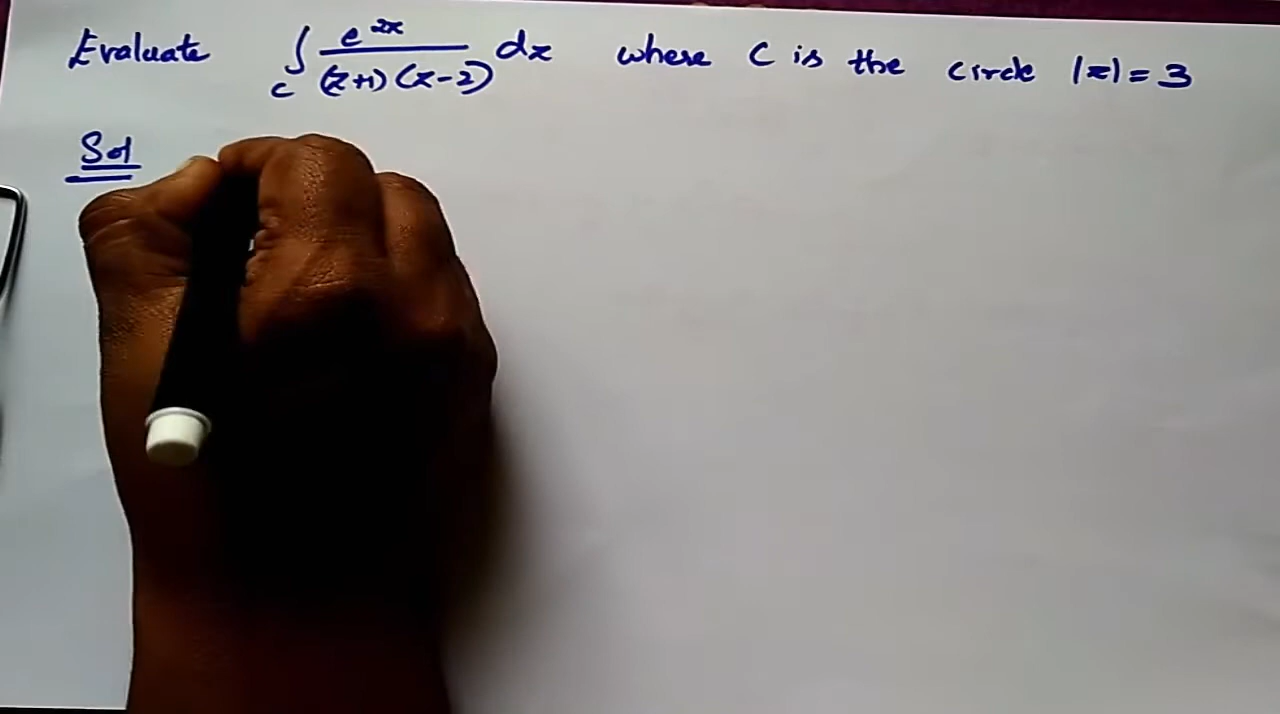 Evaluate ∫_C e^{2z} / (z+1)(z-2) dz where C is the circle |z| = 3
Sol